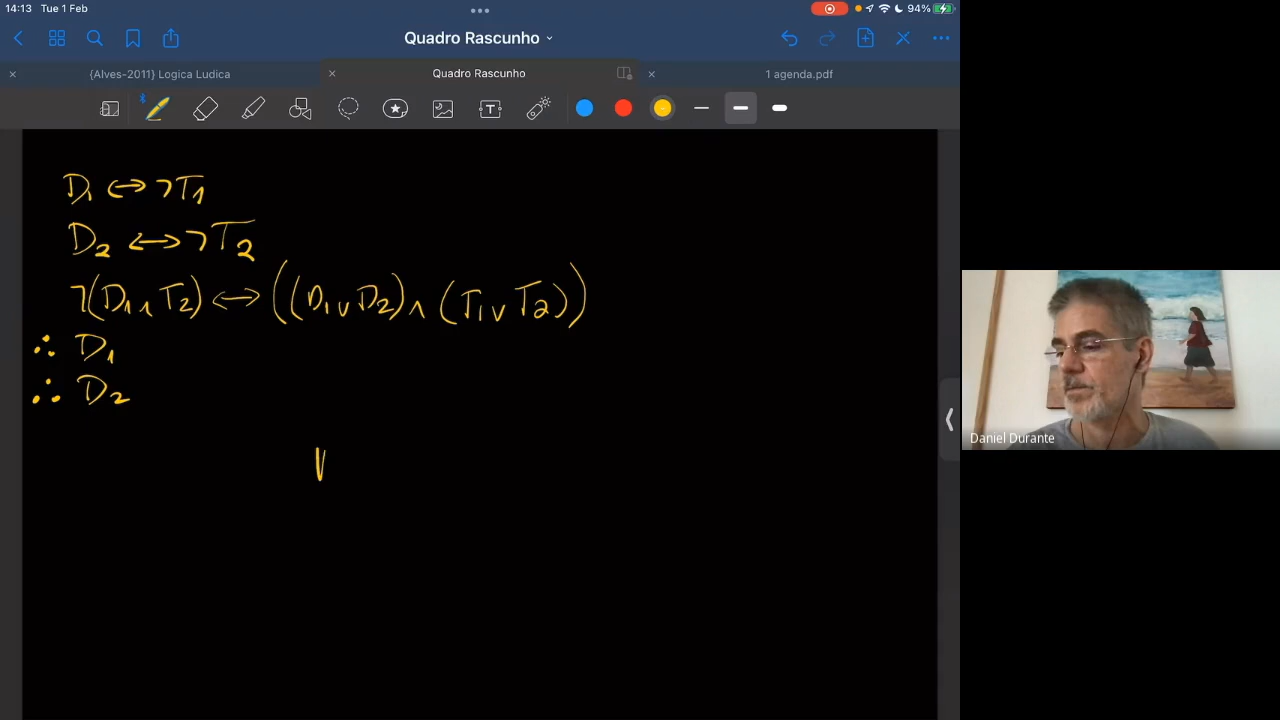 14:13 Tue 1 Feb
94%
Quadro Rascunho
{Alves-2011} Logica Ludica
Quadro Rascunho
1 agenda.pdf
D₁ ↔ ¬T₁
D₂ ↔ ¬T₂
¬(D₁ ∧ T₂) ↔ ((D₁ ∨ D₂) ∧ (T₁ ∨ T₂))
∴ D₁
∴ D₂
Daniel Durante